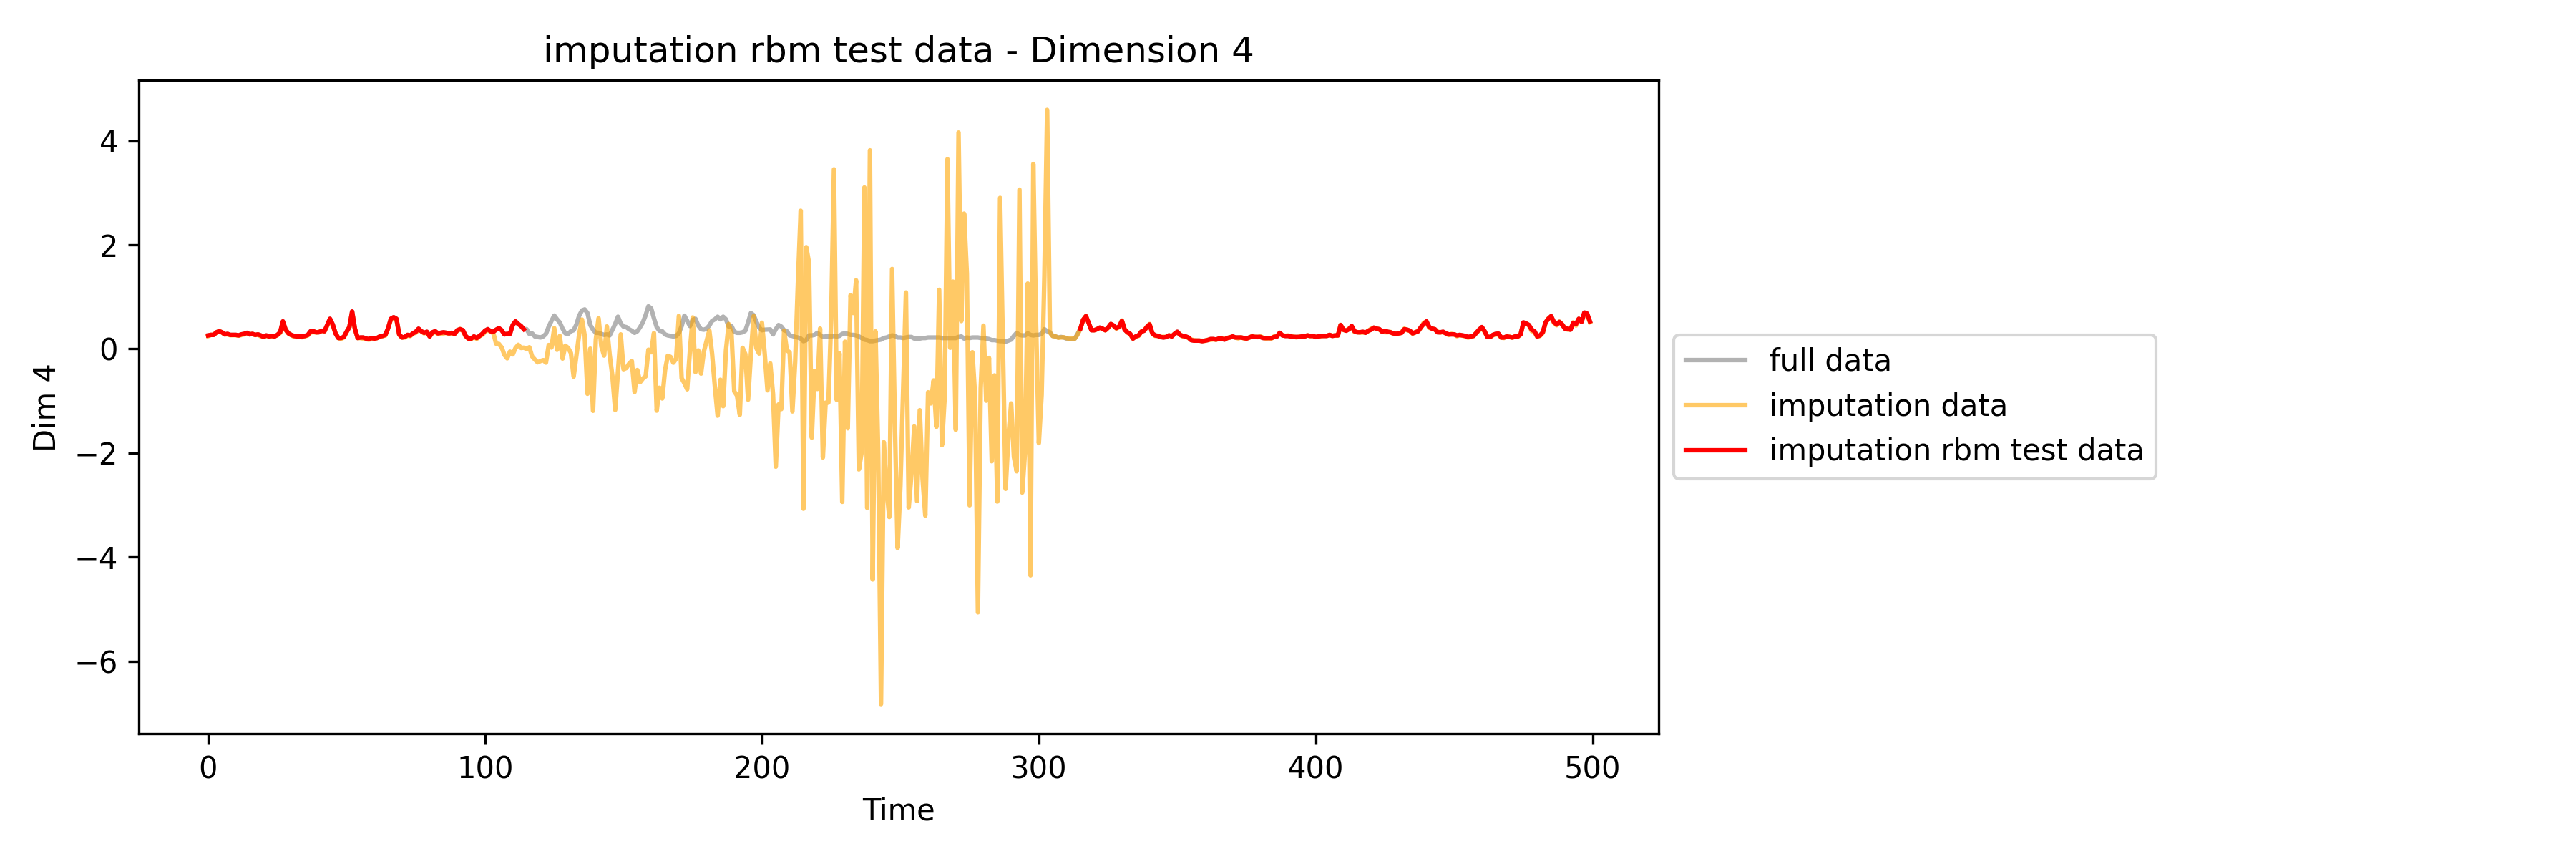 imputation rbm test data - Dimension 4
4
2
0
−2
−4
−6
Dim 4
0 100 200 300 400 500
Time
full data
imputation data
imputation rbm test data